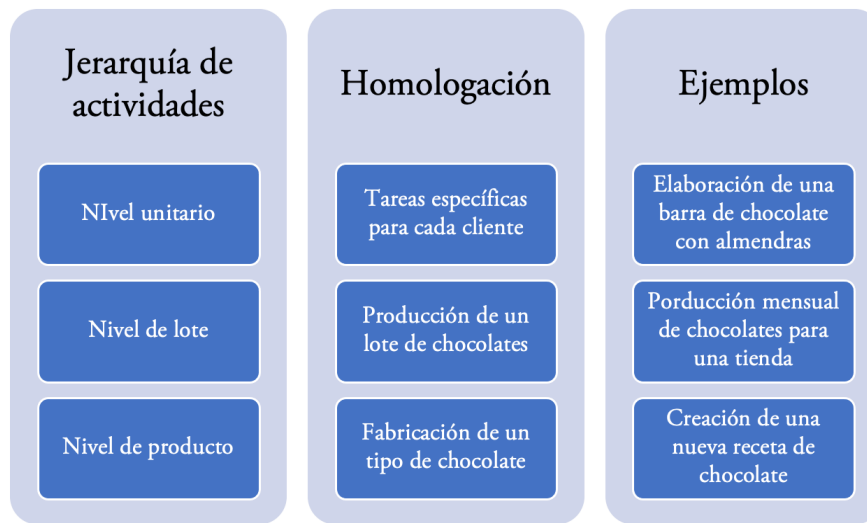 Jerarquía de
actividades
NIvel unitario
Nivel de lote
Nivel de producto
Homologación
Tareas específicas
para cada cliente
Producción de un
lote de chocolates
Fabricación de un
tipo de chocolate
Ejemplos
Elaboración de una
barra de chocolate
con almendras
Porducción mensual
de chocolates para
una tienda
Creación de una
nueva receta de
chocolate